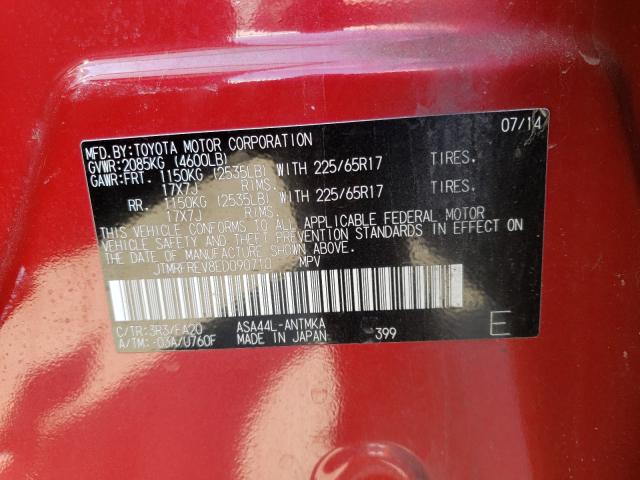 07/14
MFD.BY:TOYOTA MOTOR CORPORATION
GVWR:2085KG (4600LB)
GAWR:FRT. 1150KG (2535LB) WITH 225/65R17 TIRES.
17X7J RIMS.
RR. 1150KG (2535LB) WITH 225/65R17 TIRES.
17X7J RIMS.
THIS VEHICLE CONFORMS TO ALL APPLICABLE FEDERAL MOTOR
VEHICLE SAFETY AND THEFT PREVENTION STANDARDS IN EFFECT ON
THE DATE OF MANUFACTURE SHOWN ABOVE.
JTMRFREV8ED090710 MPV
C/TR:3R3/FA20 ASA44L-ANTMKA
A/TM:-03A/U760F MADE IN JAPAN 399 E